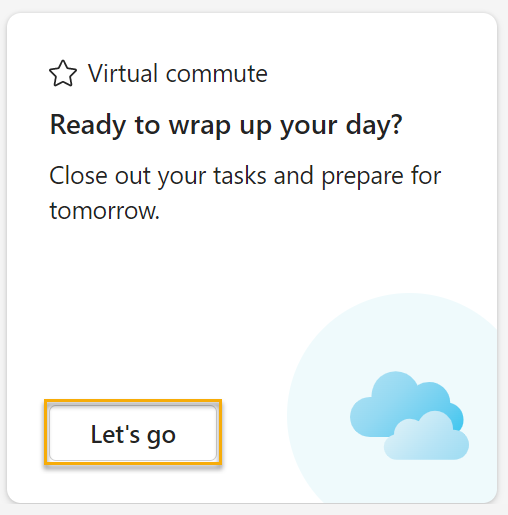 Virtual commute
Ready to wrap up your day?
Close out your tasks and prepare for
tomorrow.
Let's go